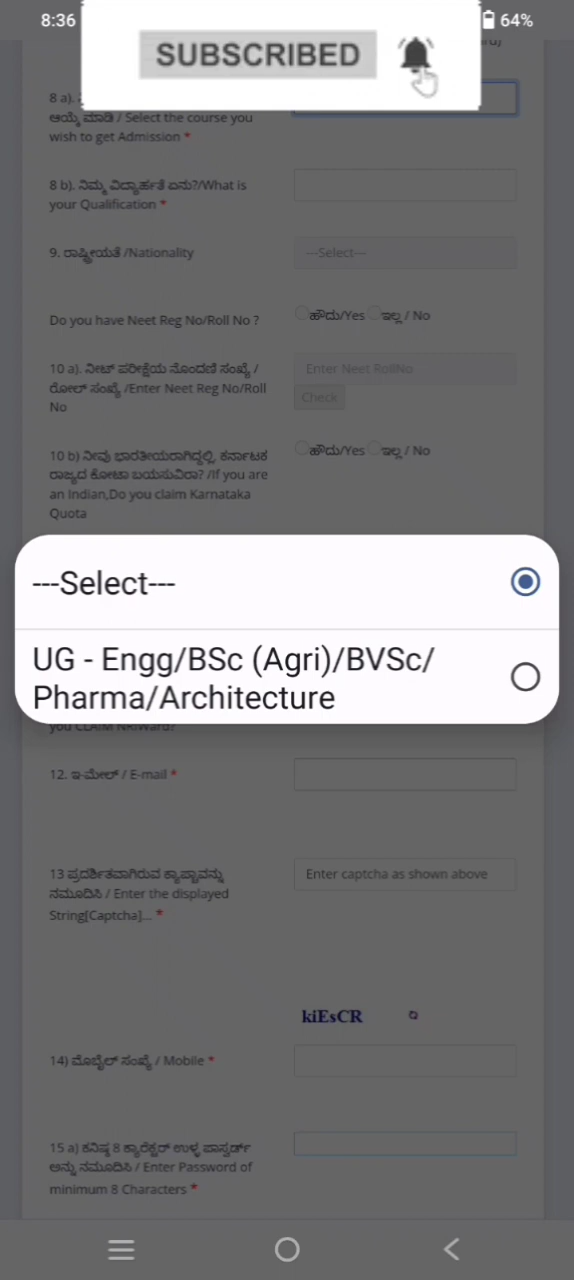 8:36
64%
SUBSCRIBED
8 a).
ಆಯ್ಕೆ ಮಾಡಿ / Select the course you
wish to get Admission *
8 b). ನಿಮ್ಮ ವಿದ್ಯಾರ್ಹತೆ ಏನು?/What is
your Qualification *
9. ರಾಷ್ಟ್ರೀಯತೆ /Nationality
---Select---
Do you have Neet Reg No/Roll No ?
ಹೌದು/Yes ಇಲ್ಲ / No
10 a). ನೀಟ್ ಪರೀಕ್ಷೆಯ ನೊಂದಣಿ ಸಂಖ್ಯೆ /
ರೋಲ್ ಸಂಖ್ಯೆ /Enter Neet Reg No/Roll
No
Enter Neet RollNo
Check
10 b) ನೀವು ಭಾರತೀಯರಾಗಿದ್ದಲ್ಲಿ, ಕರ್ನಾಟಕ
ರಾಜ್ಯದ ಕೋಟಾ ಬಯಸುವಿರಾ? /If you are
an Indian,Do you claim Karnataka
Quota
ಹೌದು/Yes ಇಲ್ಲ / No
---Select---
UG - Engg/BSc (Agri)/BVSc/
Pharma/Architecture
you CLAIM NRIWard?
12. ಇ-ಮೇಲ್ / E-mail *
13 ಪ್ರದರ್ಶಿತವಾಗಿರುವ ಕ್ಯಾಪ್ಚಾವನ್ನು
ನಮೂದಿಸಿ / Enter the displayed
String[Captcha]... *
Enter captcha as shown above
kiEsCR
14) ಮೊಬೈಲ್ ಸಂಖ್ಯೆ / Mobile *
15 a) ಕನಿಷ್ಠ 8 ಕ್ಯಾರೆಕ್ಟರ್ ಉಳ್ಳ ಪಾಸ್ವರ್ಡ್
ಅನ್ನು ನಮೂದಿಸಿ / Enter Password of
minimum 8 Characters *